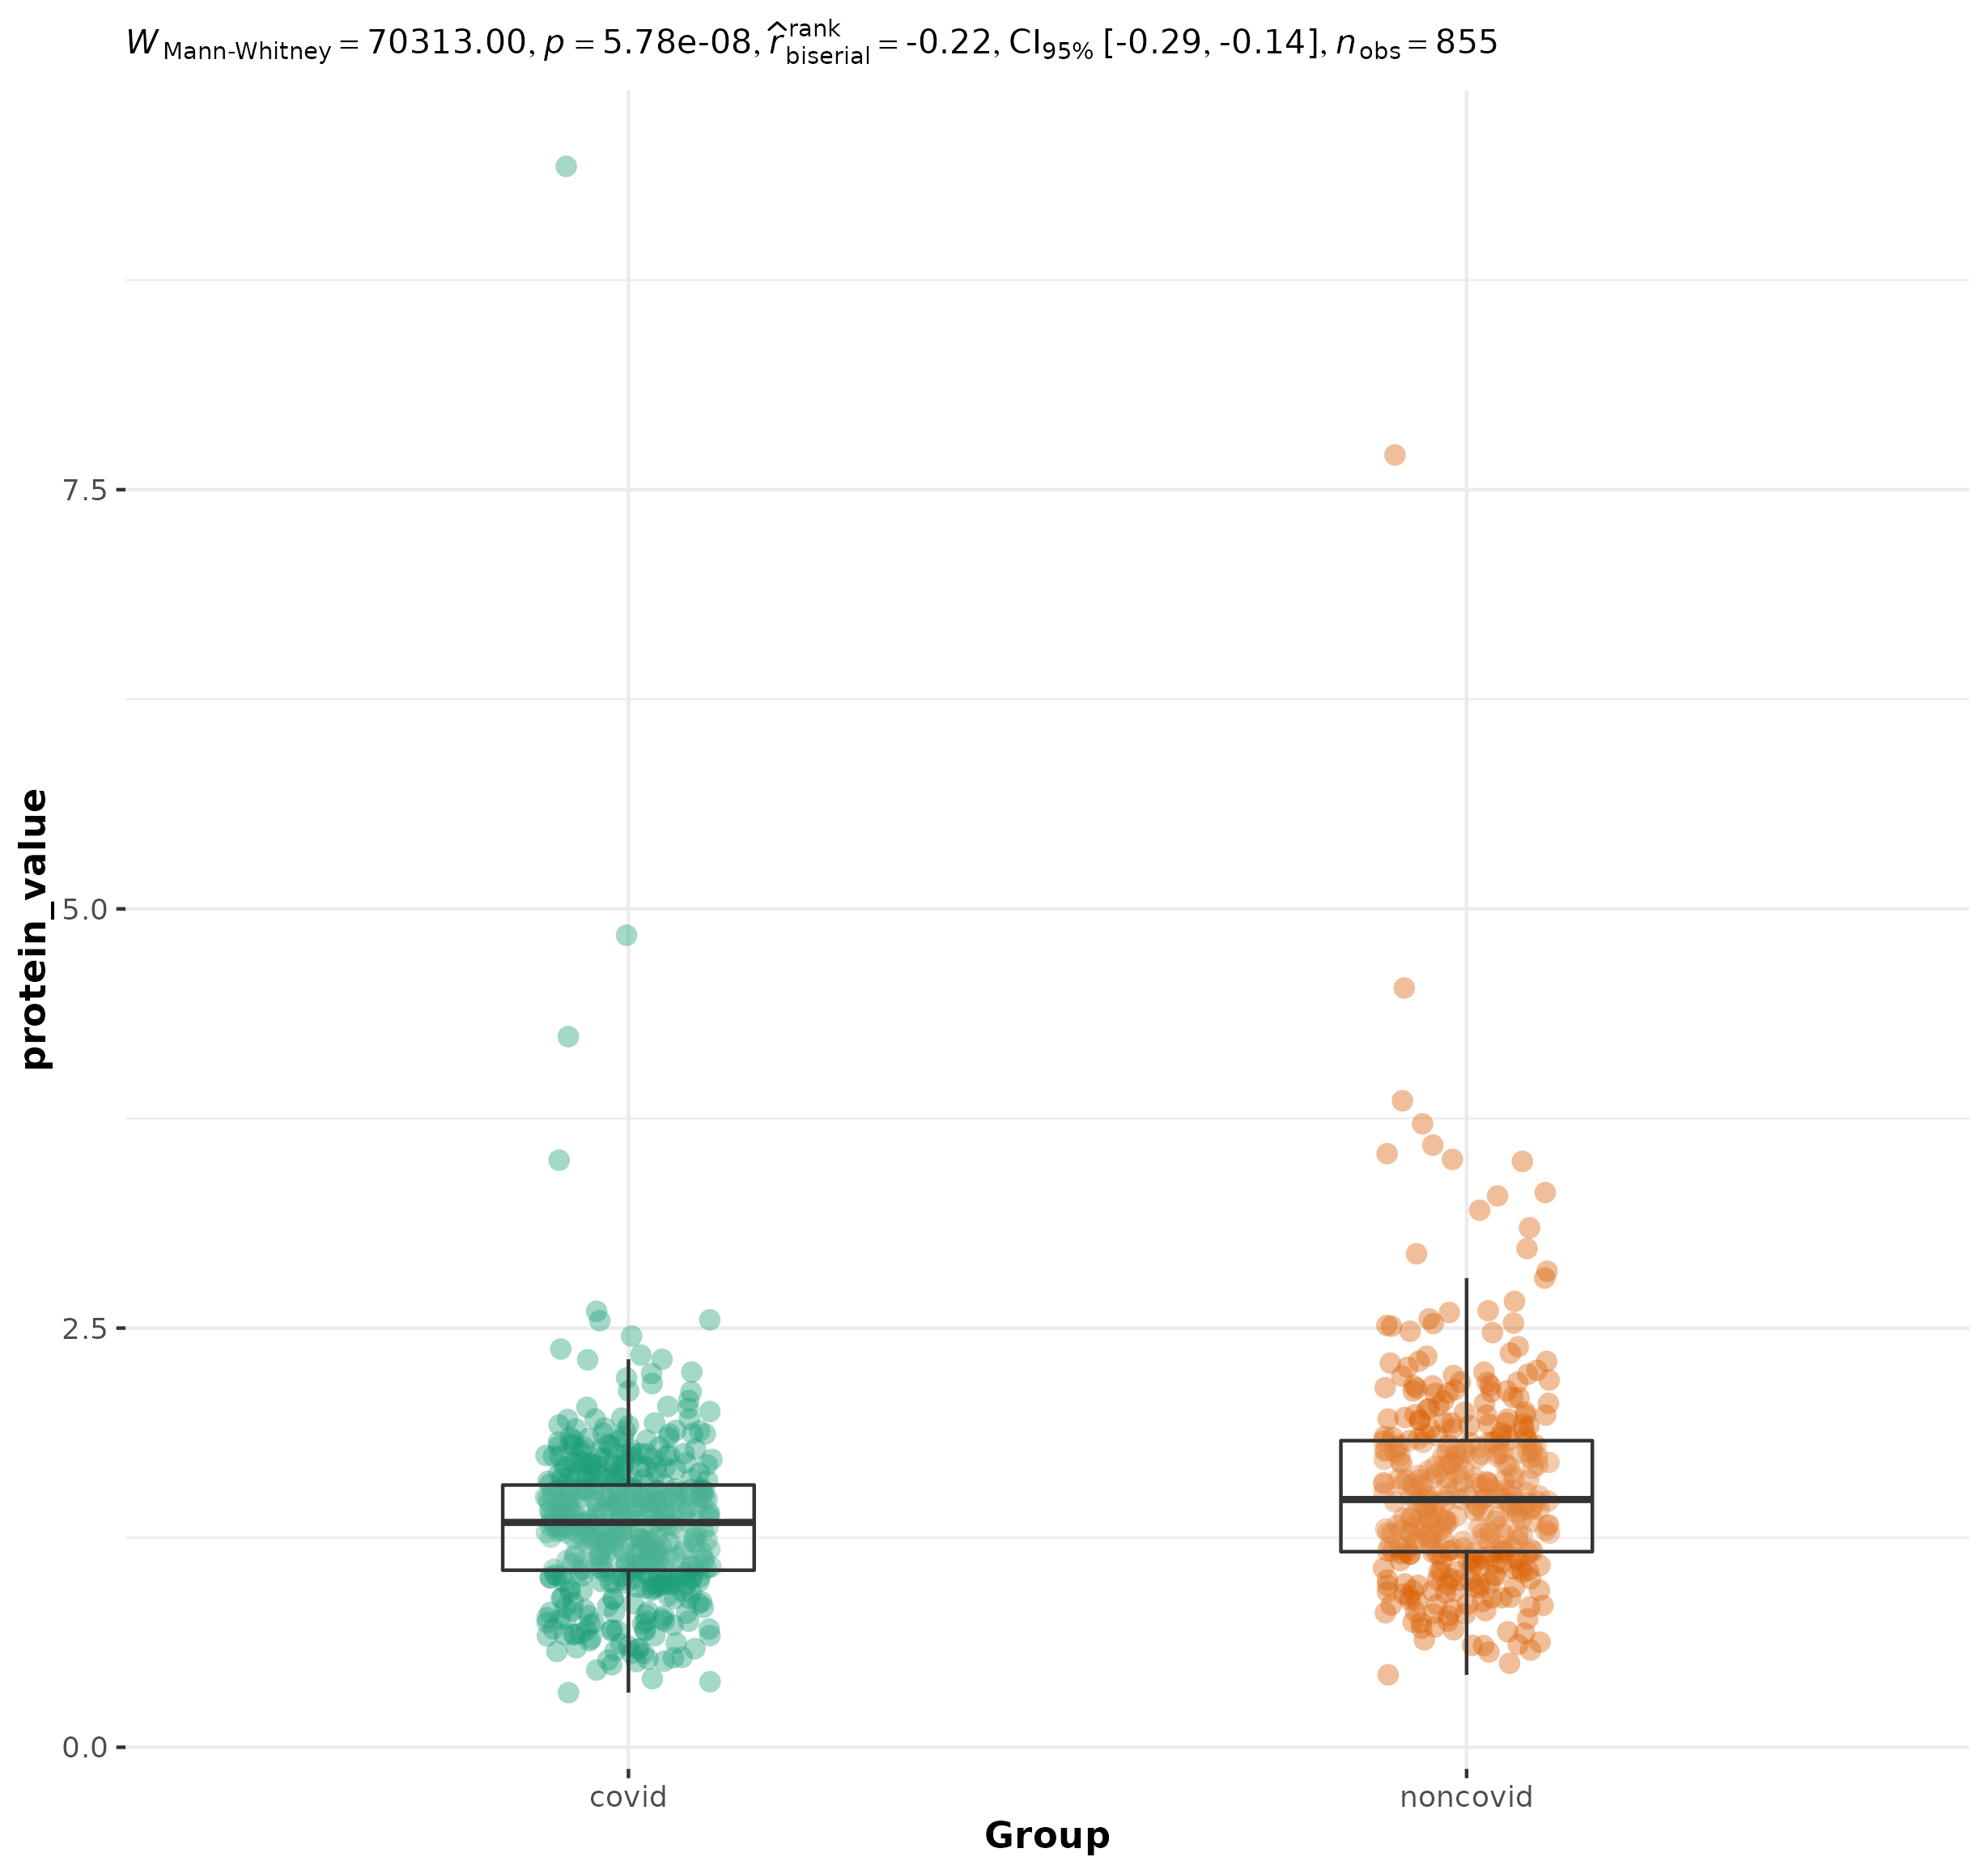 W Mann-Whitney = 70313.00, p = 5.78e-08, r̂ rank biserial = -0.22, CI95% [-0.29, -0.14], nobs = 855
7.5
5.0
2.5
0.0
protein_value
covid noncovid
Group